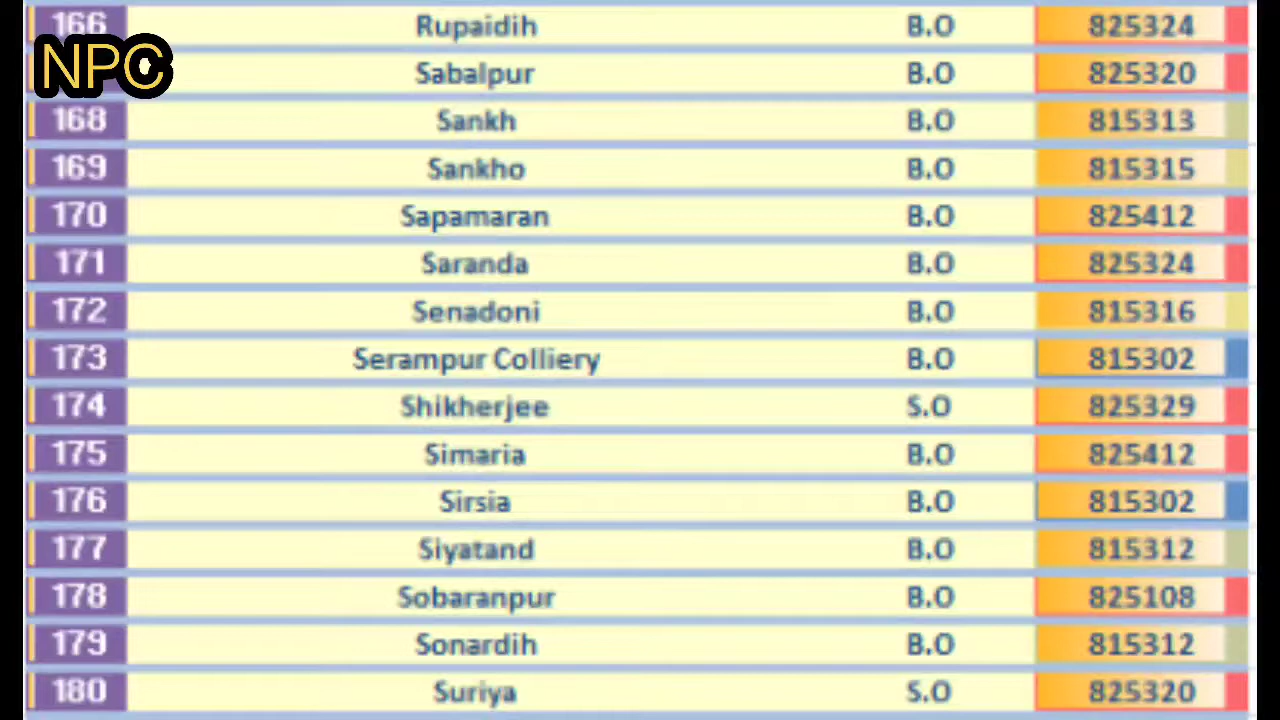 166 Rupaidih B.O 825324
NPC
Sabalpur B.O 825320
168 Sankh B.O 815313
169 Sankho B.O 815315
170 Sapamaran B.O 825412
171 Saranda B.O 825324
172 Senadoni B.O 815316
173 Serampur Colliery B.O 815302
174 Shikherjee S.O 825329
175 Simaria B.O 825412
176 Sirsia B.O 815302
177 Siyatand B.O 815312
178 Sobaranpur B.O 825108
179 Sonardih B.O 815312
180 Suriya S.O 825320